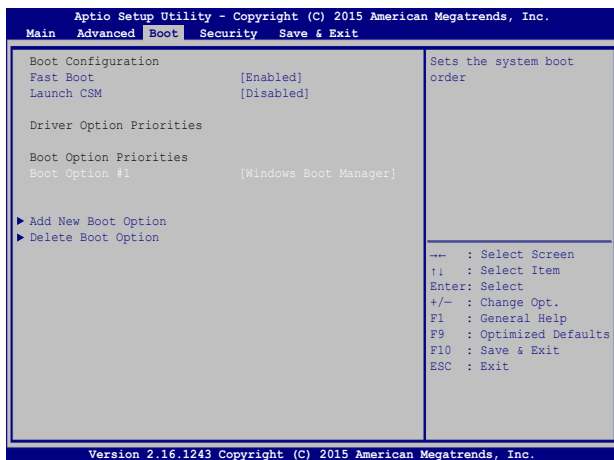 Aptio Setup Utility - Copyright (C) 2015 American Megatrends, Inc.
Main Advanced Boot Security Save & Exit
Boot Configuration
Fast Boot [Enabled]
Launch CSM [Disabled]
Driver Option Priorities
Boot Option Priorities
Boot Option #1 [Windows Boot Manager]
Add New Boot Option
Delete Boot Option
Sets the system boot
order
→← : Select Screen
↑↓ : Select Item
Enter: Select
+/— : Change Opt.
F1 : General Help
F9 : Optimized Defaults
F10 : Save & Exit
ESC : Exit
Version 2.16.1243 Copyright (C) 2015 American Megatrends, Inc.